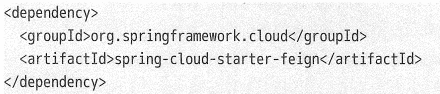 <dependency>
  <groupId>org.springframework.cloud</groupId>
  <artifactId>spring-cloud-starter-feign</artifactId>
</dependency>